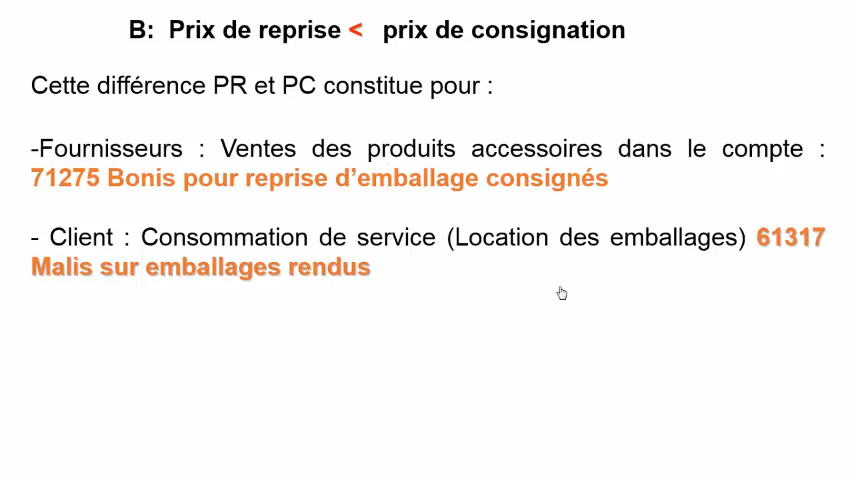 B: Prix de reprise < prix de consignation
Cette différence PR et PC constitue pour :
-Fournisseurs : Ventes des produits accessoires dans le compte :
71275 Bonis pour reprise d’emballage consignés
- Client : Consommation de service (Location des emballages) 61317
Malis sur emballages rendus